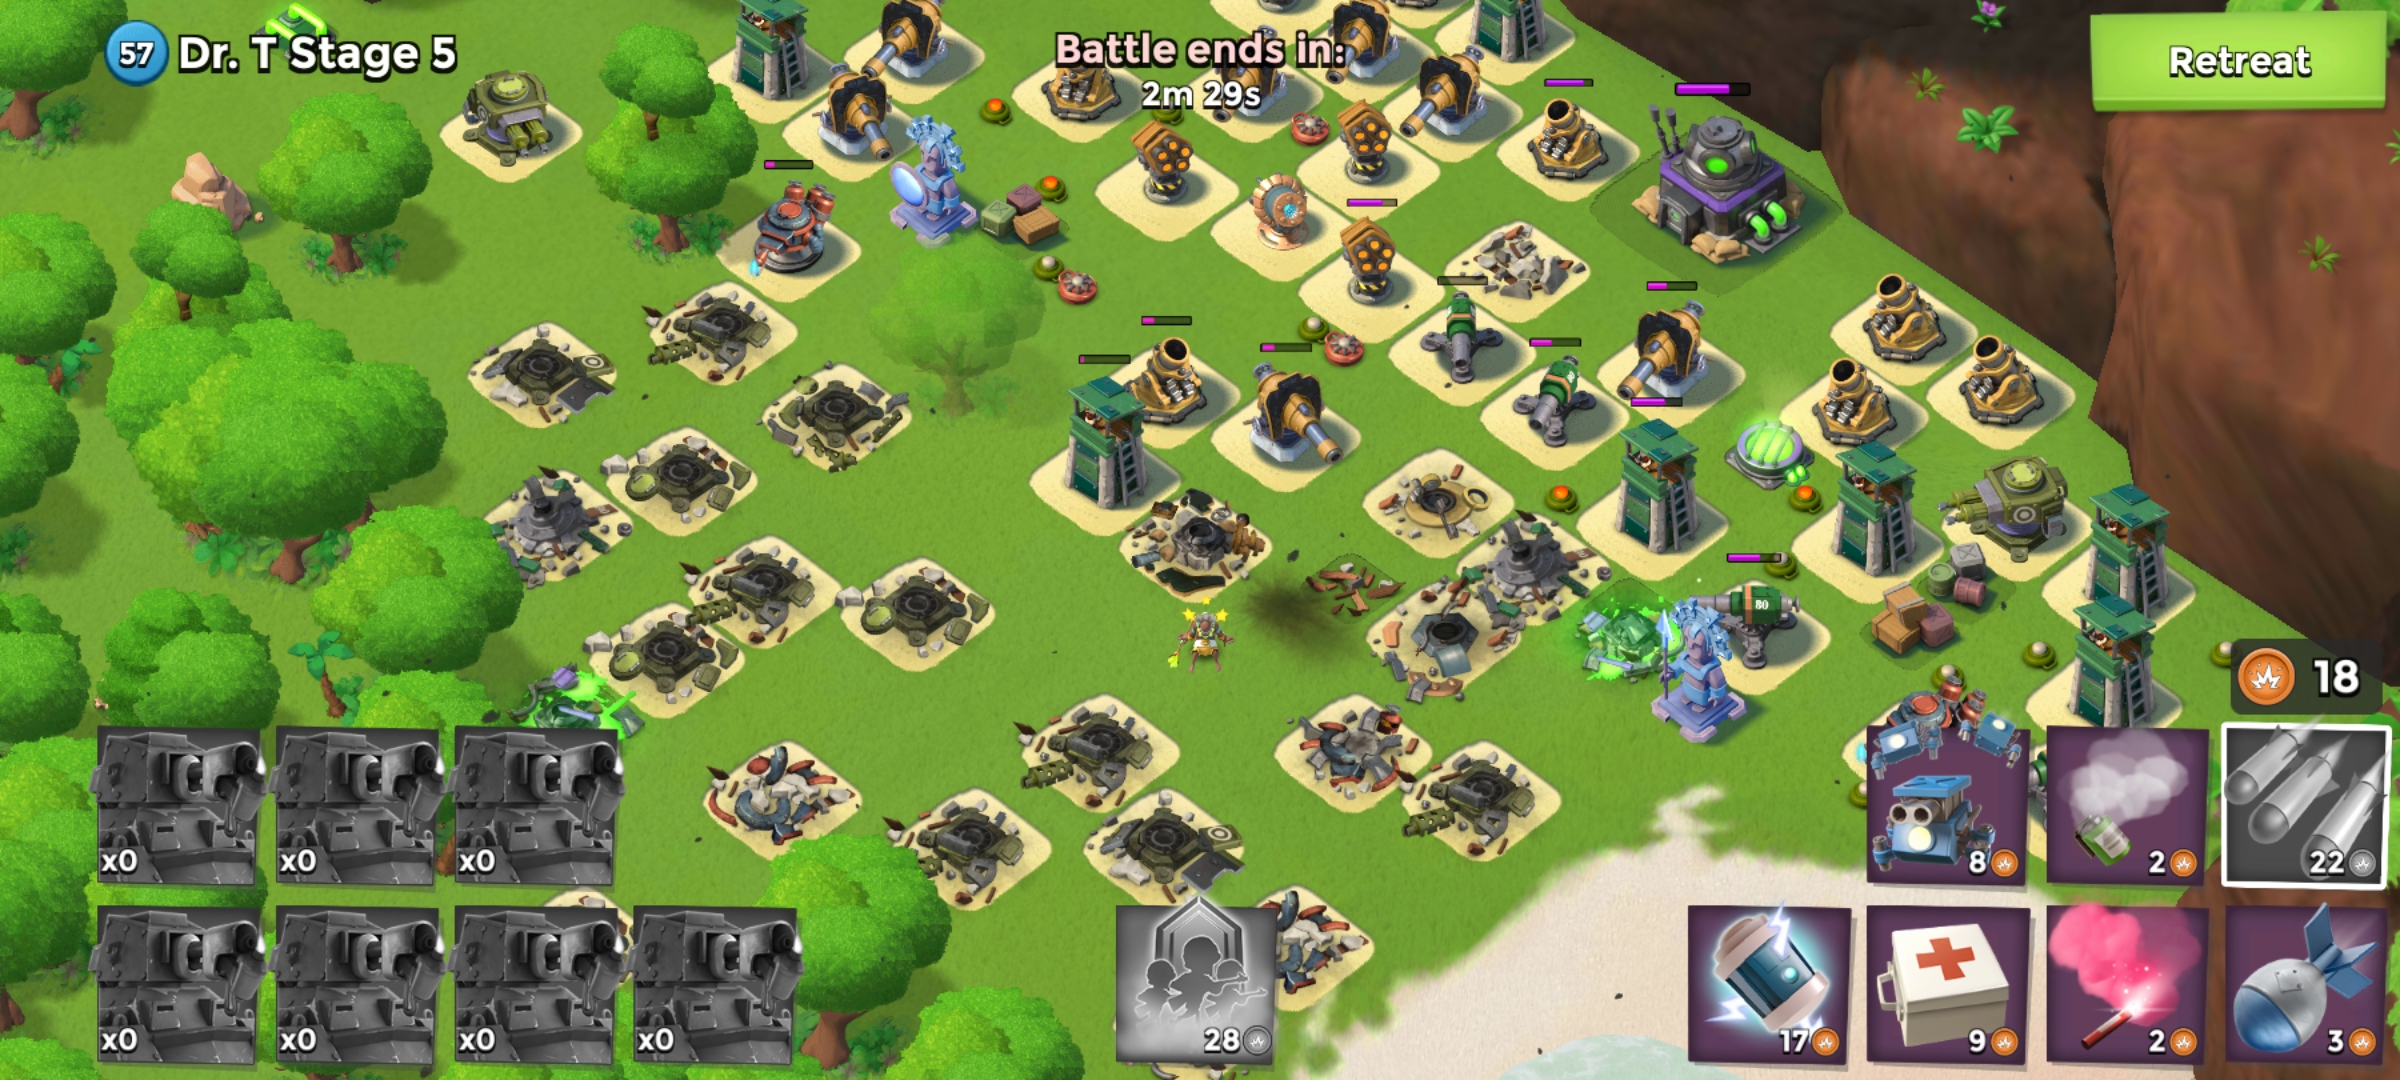 57 Dr. T Stage 5
Battle ends in:
2m 29s
Retreat
80
18
x0 x0 x0
8 2 22
x0 x0 x0 x0
28
17 9 2 3